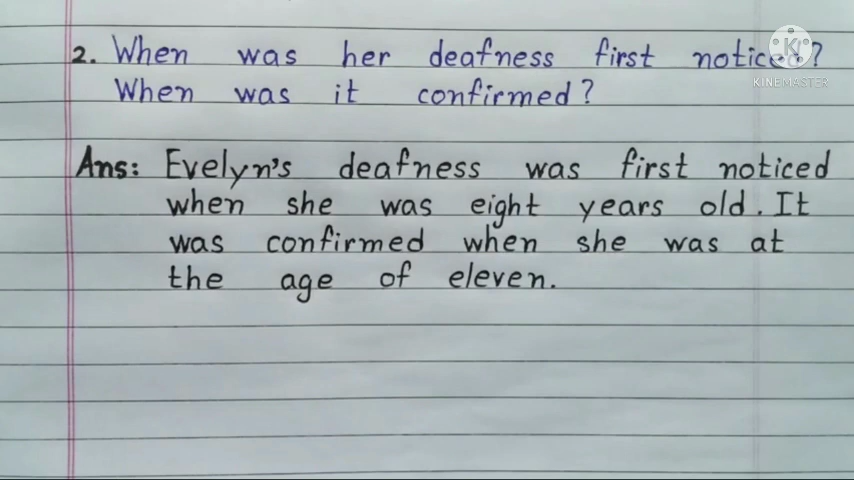 2. When was her deafness first noticed?
When was it confirmed?
Ans: Evelyn's deafness was first noticed
when she was eight years old. It
was confirmed when she was at
the age of eleven.
K
KINEMASTER